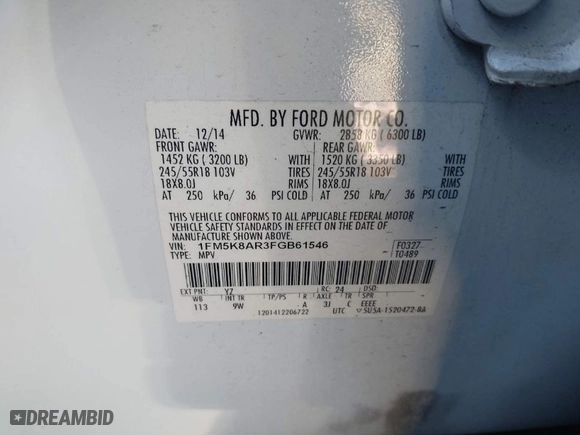 MFD. BY FORD MOTOR CO.
DATE: 12/14 GVWR: 2858 KG ( 6300 LB)
FRONT GAWR: REAR GAWR:
1452 KG ( 3200 LB) WITH 1520 KG ( 3350 LB) WITH
245/55R18 103V TIRES 245/55R18 103V TIRES
18X8.0J RIMS 18X8.0J RIMS
AT 250 kPa/ 36 PSI COLD AT 250 kPa/ 36 PSI COLD
THIS VEHICLE CONFORMS TO ALL APPLICABLE FEDERAL MOTOR
VEHICLE SAFETY STANDARDS IN EFFECT ON THE DATE OF
MANUFACTURE SHOWN ABOVE.
VIN: 1FM5K8AR3FGB61546 F0327
TYPE: MPV T0489
EXT PNT: YZ RC: 24 DSO:
WB INT TR TP/PS R AXLE TR SPR
113 9W A 3J C EEEE
1201412206722 UTC 5U5A-1520472-BA
DREAMBID